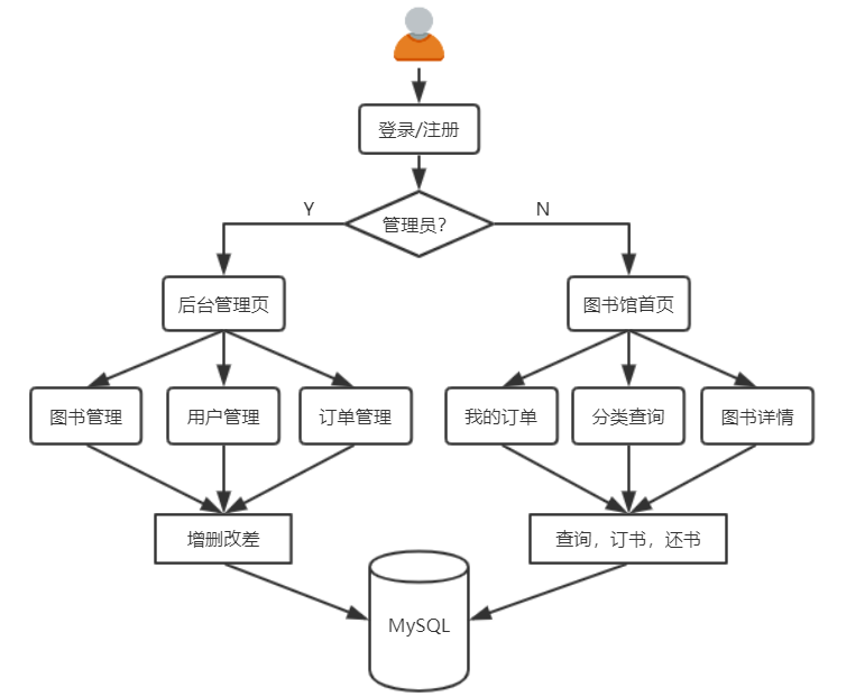 登录/注册
Y
管理员?
N
后台管理页
图书馆首页
图书管理
用户管理
订单管理
我的订单
分类查询
图书详情
增删改差
查询，订书，还书
MySQL